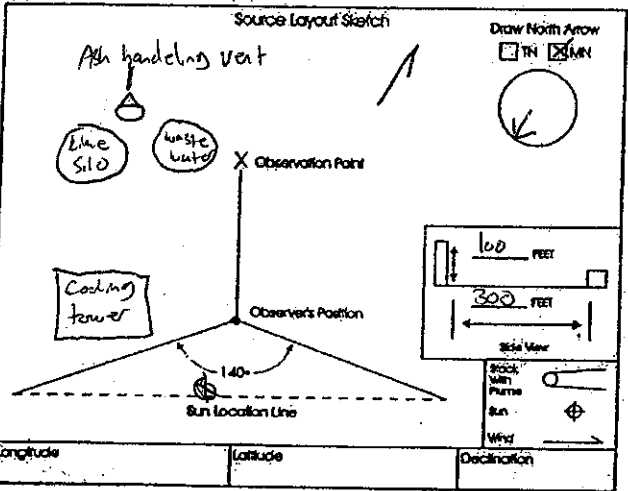 Source Layout Sketch
Draw North Arrow
TN MN
Ash handeling vent
Lime
Silo
Waste
water
Observation Point
100 FEET
300 FEET
Side View
Cooling
tower
Observer's Position
140°
Sun Location Line
Stack
With
Plume
Sun
Wind
Longitude
Latitude
Declination